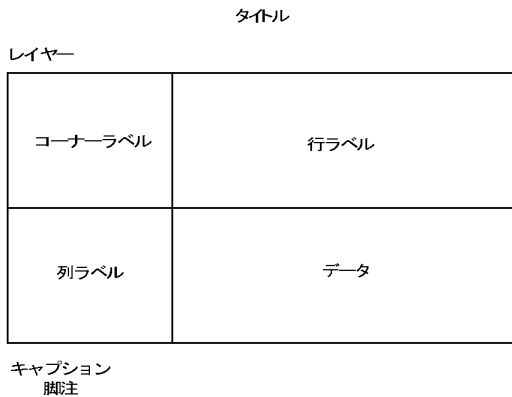 タイトル
レイヤー
コーナーラベル
行ラベル
列ラベル
データ
キャプション
脚注